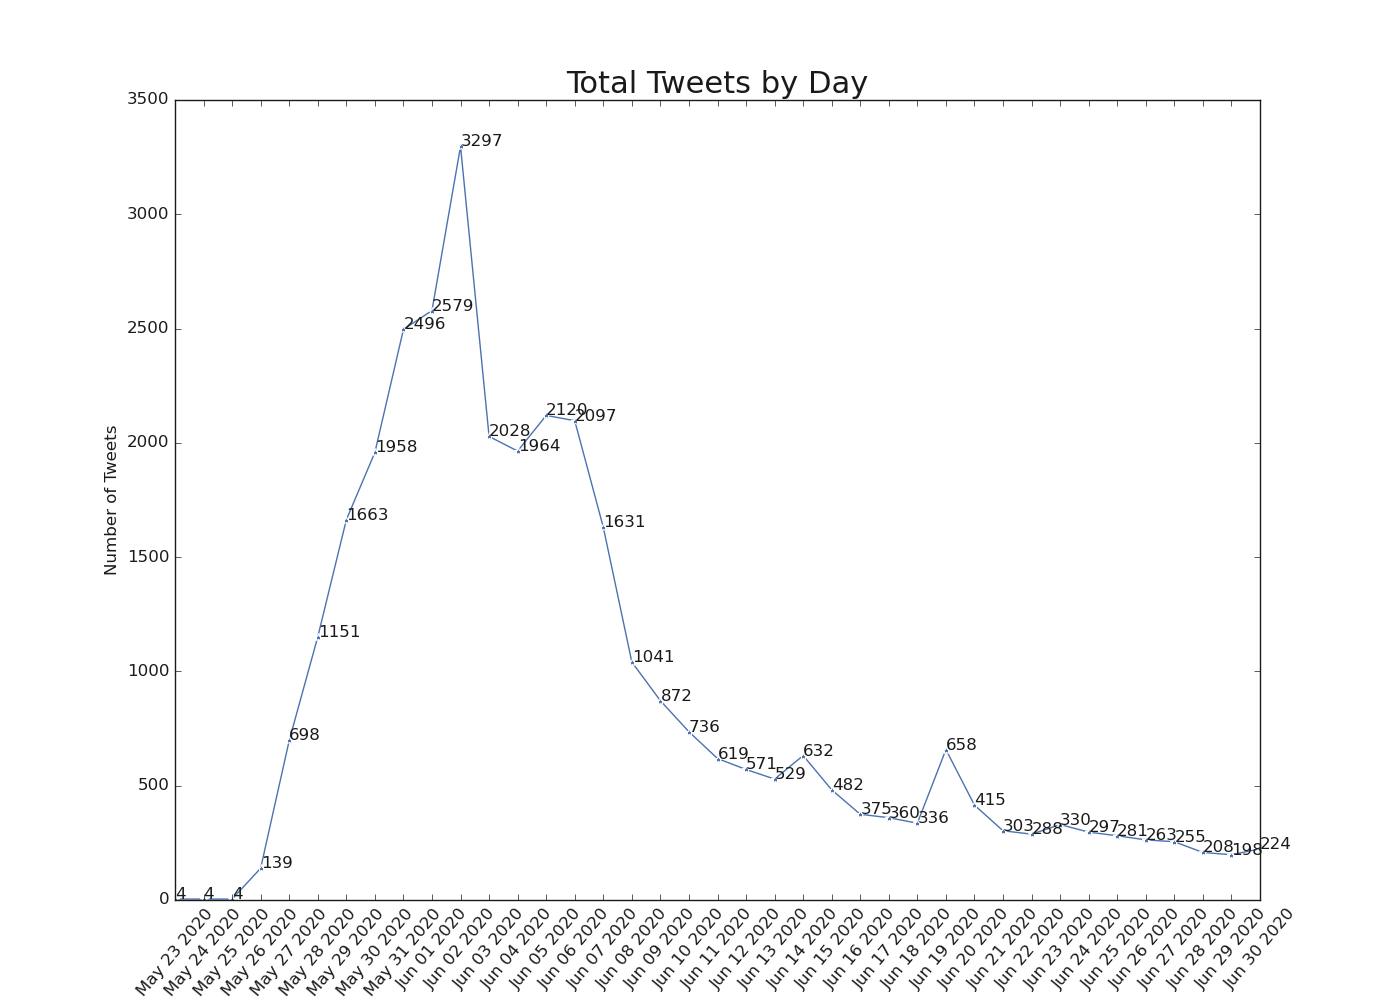 Total Tweets by Day
Number of Tweets
3500
3000
2500
2000
1500
1000
500
0
4
4
4
139
698
1151
1663
1958
2496
2579
3297
2028
1964
2120
2097
1631
1041
872
736
619
571
529
632
482
375
360
336
658
415
303
288
330
297
281
263
255
208
198
224
May 23 2020
May 24 2020
May 25 2020
May 26 2020
May 27 2020
May 28 2020
May 29 2020
May 30 2020
May 31 2020
Jun 01 2020
Jun 02 2020
Jun 03 2020
Jun 04 2020
Jun 05 2020
Jun 06 2020
Jun 07 2020
Jun 08 2020
Jun 09 2020
Jun 10 2020
Jun 11 2020
Jun 12 2020
Jun 13 2020
Jun 14 2020
Jun 15 2020
Jun 16 2020
Jun 17 2020
Jun 18 2020
Jun 19 2020
Jun 20 2020
Jun 21 2020
Jun 22 2020
Jun 23 2020
Jun 24 2020
Jun 25 2020
Jun 26 2020
Jun 27 2020
Jun 28 2020
Jun 29 2020
Jun 30 2020